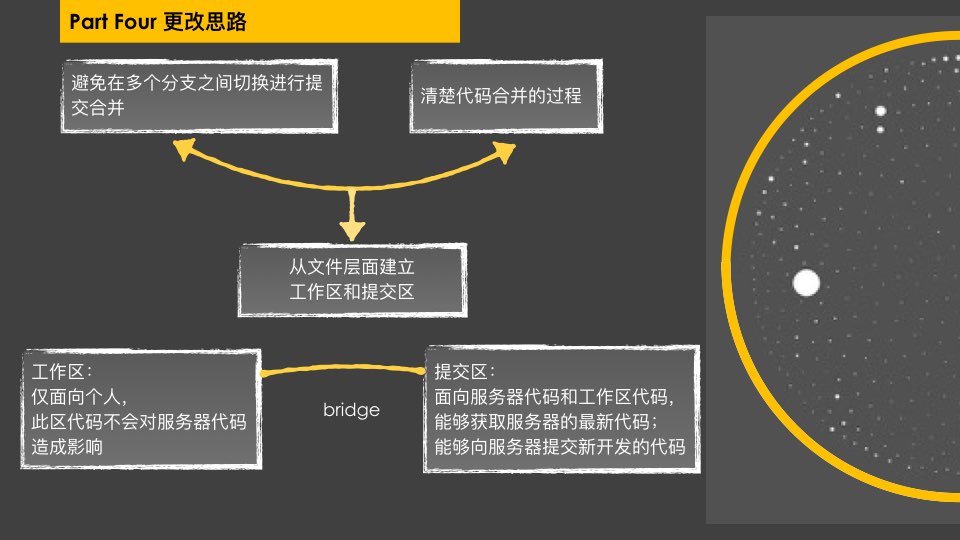 Part Four 更改思路
避免在多个分支之间切换进行提
交合并
清楚代码合并的过程
从文件层面建立
工作区和提交区
工作区：
仅面向个人，
此区代码不会对服务器代码
造成影响
bridge
提交区：
面向服务器代码和工作区代码，
能够获取服务器的最新代码；
能够向服务器提交新开发的代码